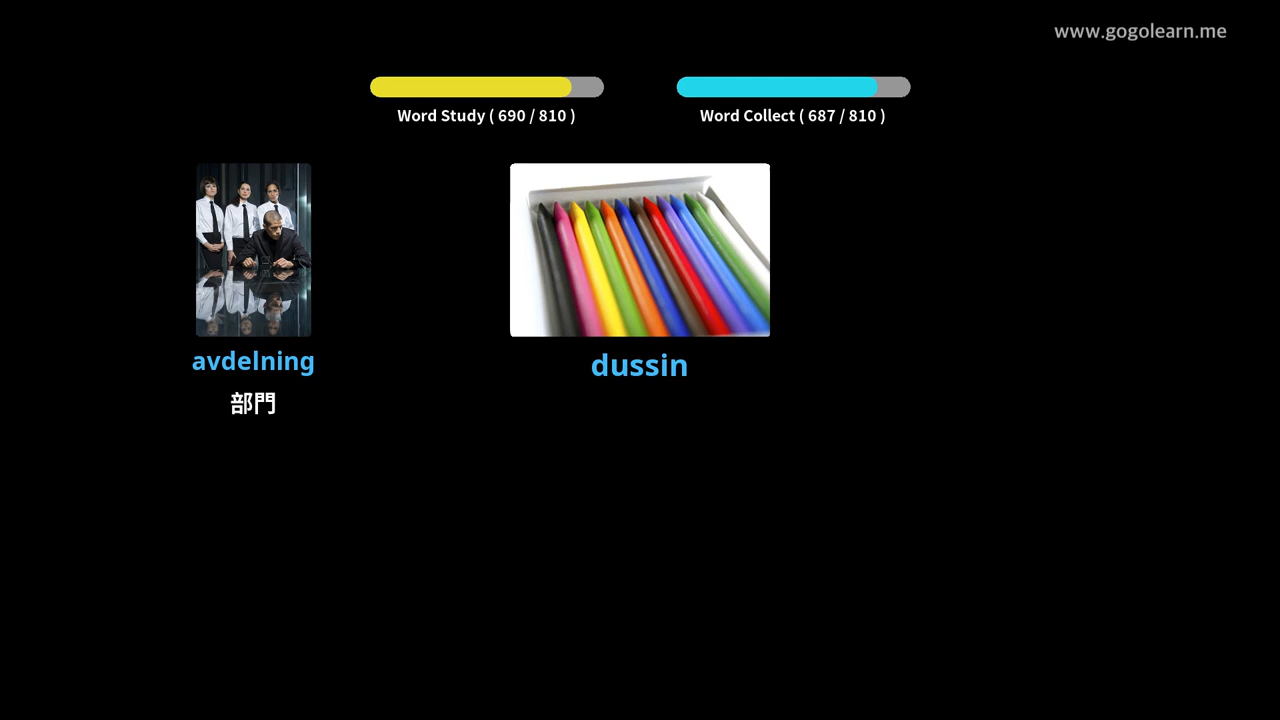 www.gogolearn.me
Word Study ( 690 / 810 )
Word Collect ( 687 / 810 )
avdelning
部門
dussin